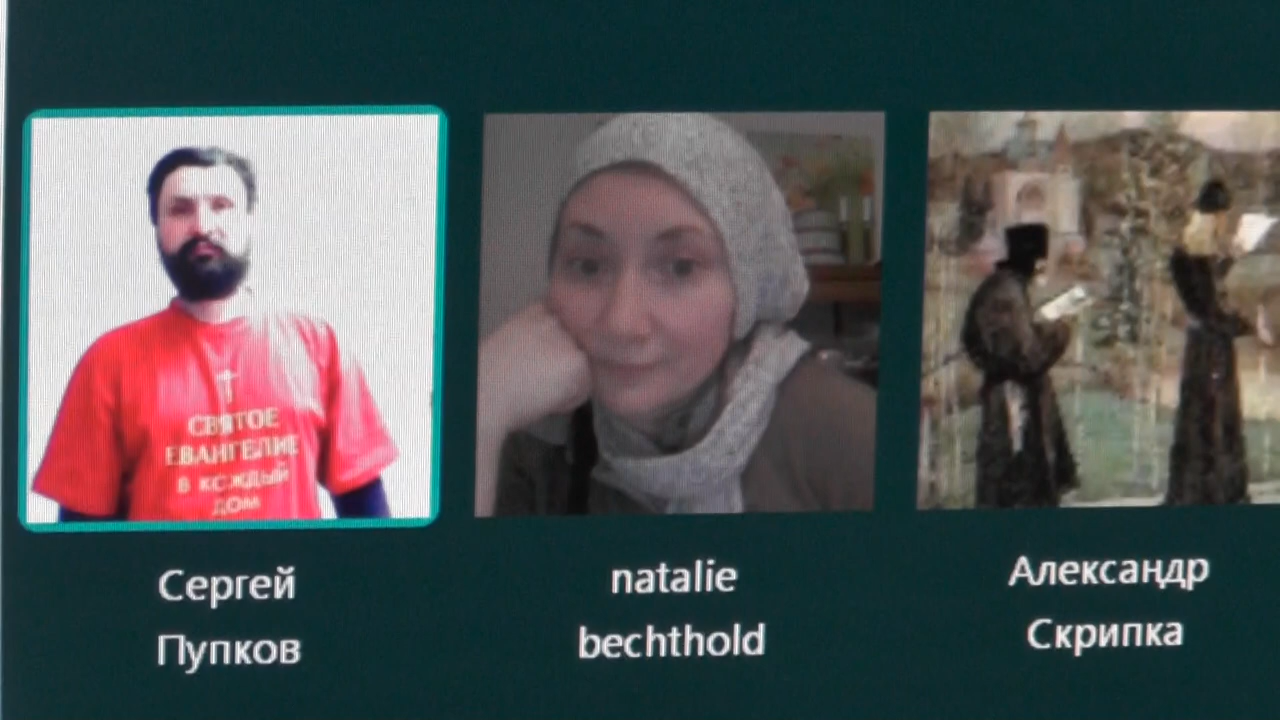 СВЯТОЕ
ЕВАНГЕЛИЕ
В КАЖДЫЙ
ДОМ
Сергей
Пупков
natalie
bechthold
Александр
Скрипка